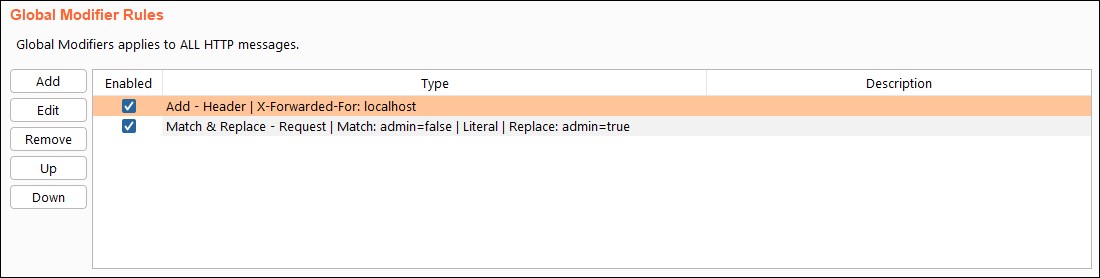 Global Modifier Rules
Global Modifiers applies to ALL HTTP messages.
Add
Edit
Remove
Up
Down
Enabled Type Description
Add - Header | X-Forwarded-For: localhost
Match & Replace - Request | Match: admin=false | Literal | Replace: admin=true